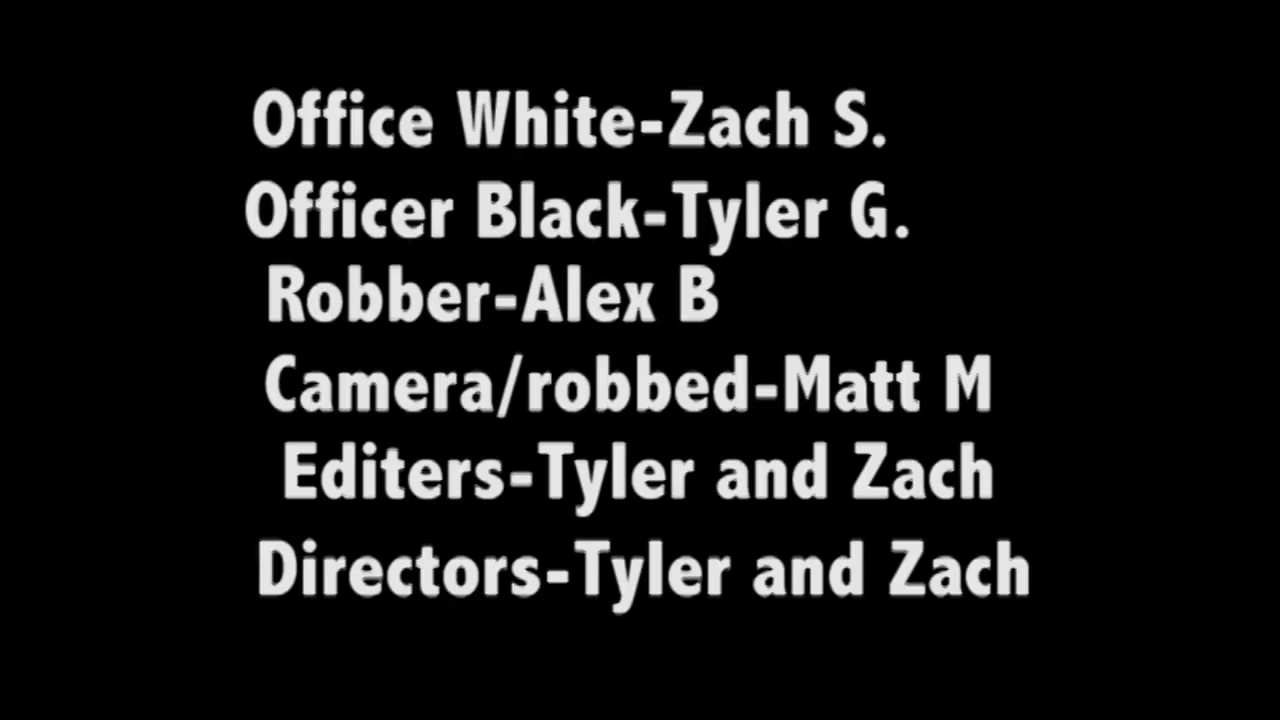 Office White-Zach S.
Officer Black-Tyler G.
Robber-Alex B
Camera/robbed-Matt M
Editers-Tyler and Zach
Directors-Tyler and Zach